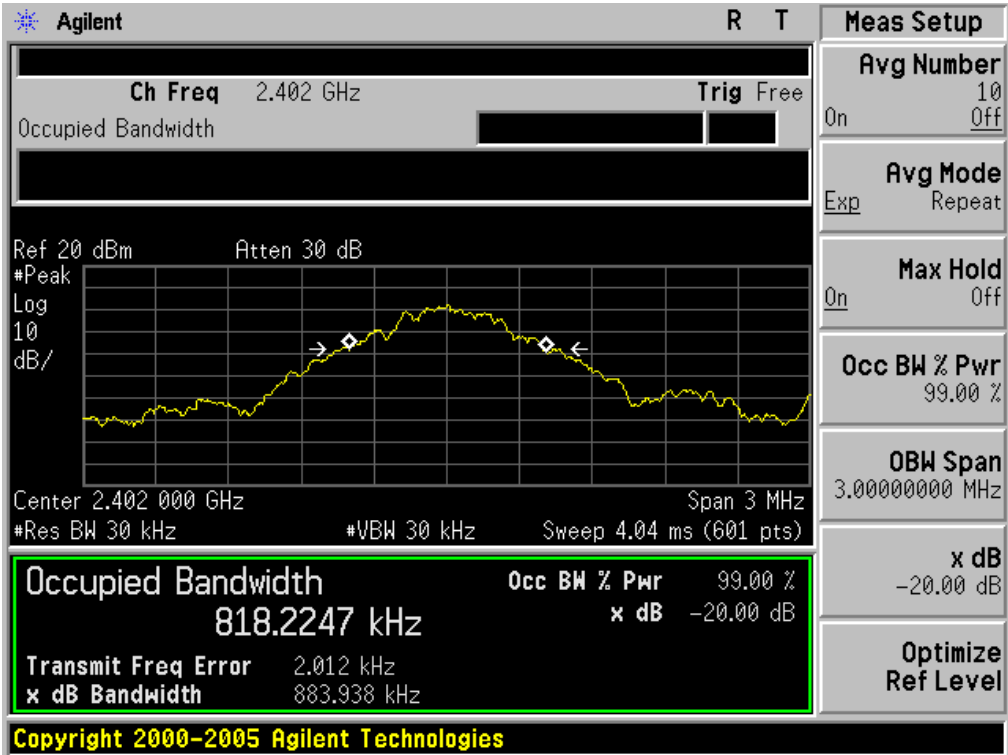 Agilent R T
Ch Freq 2.402 GHz Trig Free
Occupied Bandwidth
Ref 20 dBm Atten 30 dB
#Peak
Log
10
dB/
Center 2.402 000 GHz Span 3 MHz
#Res BW 30 kHz #VBW 30 kHz Sweep 4.04 ms (601 pts)
Occupied Bandwidth
818.2247 kHz
Occ BW % Pwr 99.00 %
x dB -20.00 dB
Transmit Freq Error 2.012 kHz
x dB Bandwidth 883.938 kHz
Copyright 2000-2005 Agilent Technologies
Meas Setup
Avg Number
10
On Off
Avg Mode
Exp Repeat
Max Hold
On Off
Occ BW % Pwr
99.00 %
OBW Span
3.00000000 MHz
x dB
-20.00 dB
Optimize
Ref Level